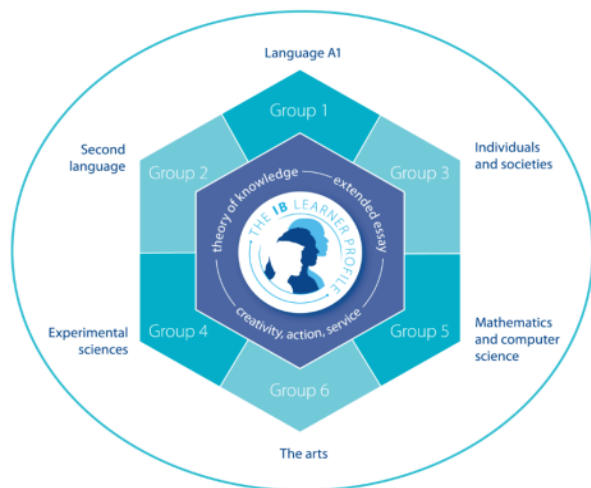 Language A1
Group 1
Second
language
Group 2
Individuals
and societies
Group 3
theory of knowledge
extended essay
THE IB LEARNER PROFILE
creativity, action, service
Experimental
sciences
Group 4
Mathematics
and computer
science
Group 5
Group 6
The arts